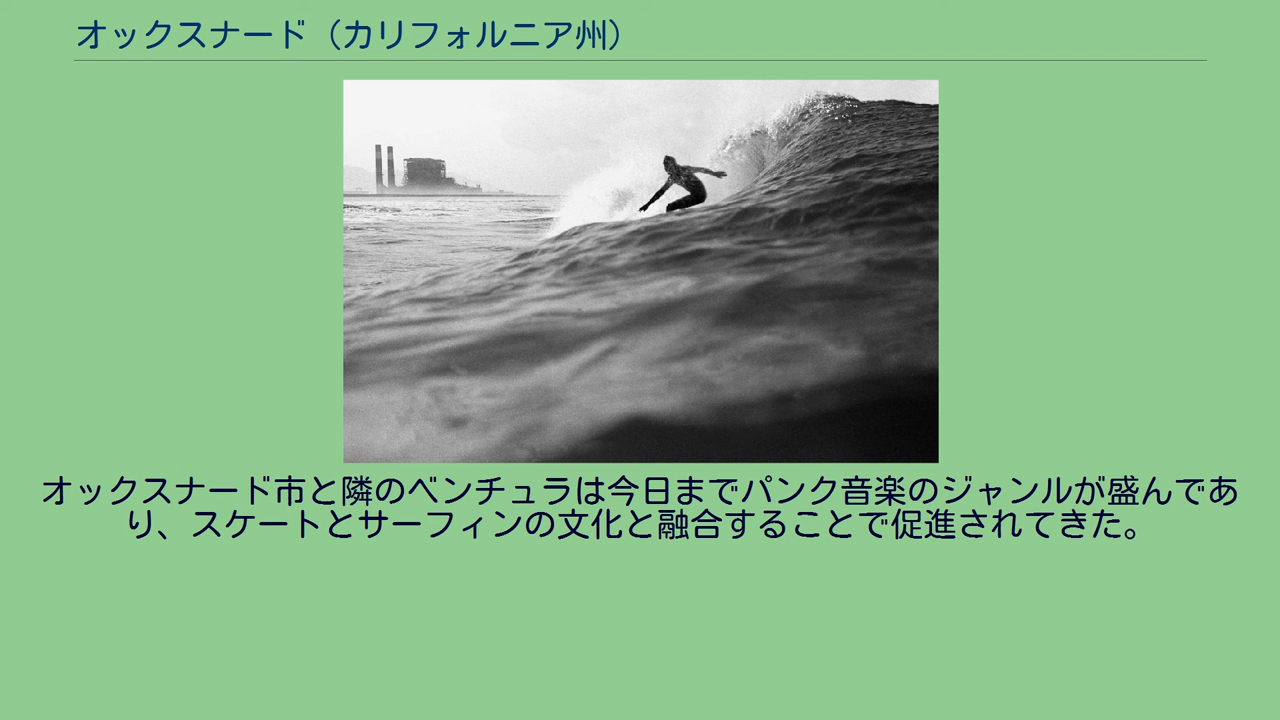 オックスナード（カリフォルニア州）
オックスナード市と隣のベンチュラは今日までパンク音楽のジャンルが盛んであ
り、スケートとサーフィンの文化と融合することで促進されてきた。